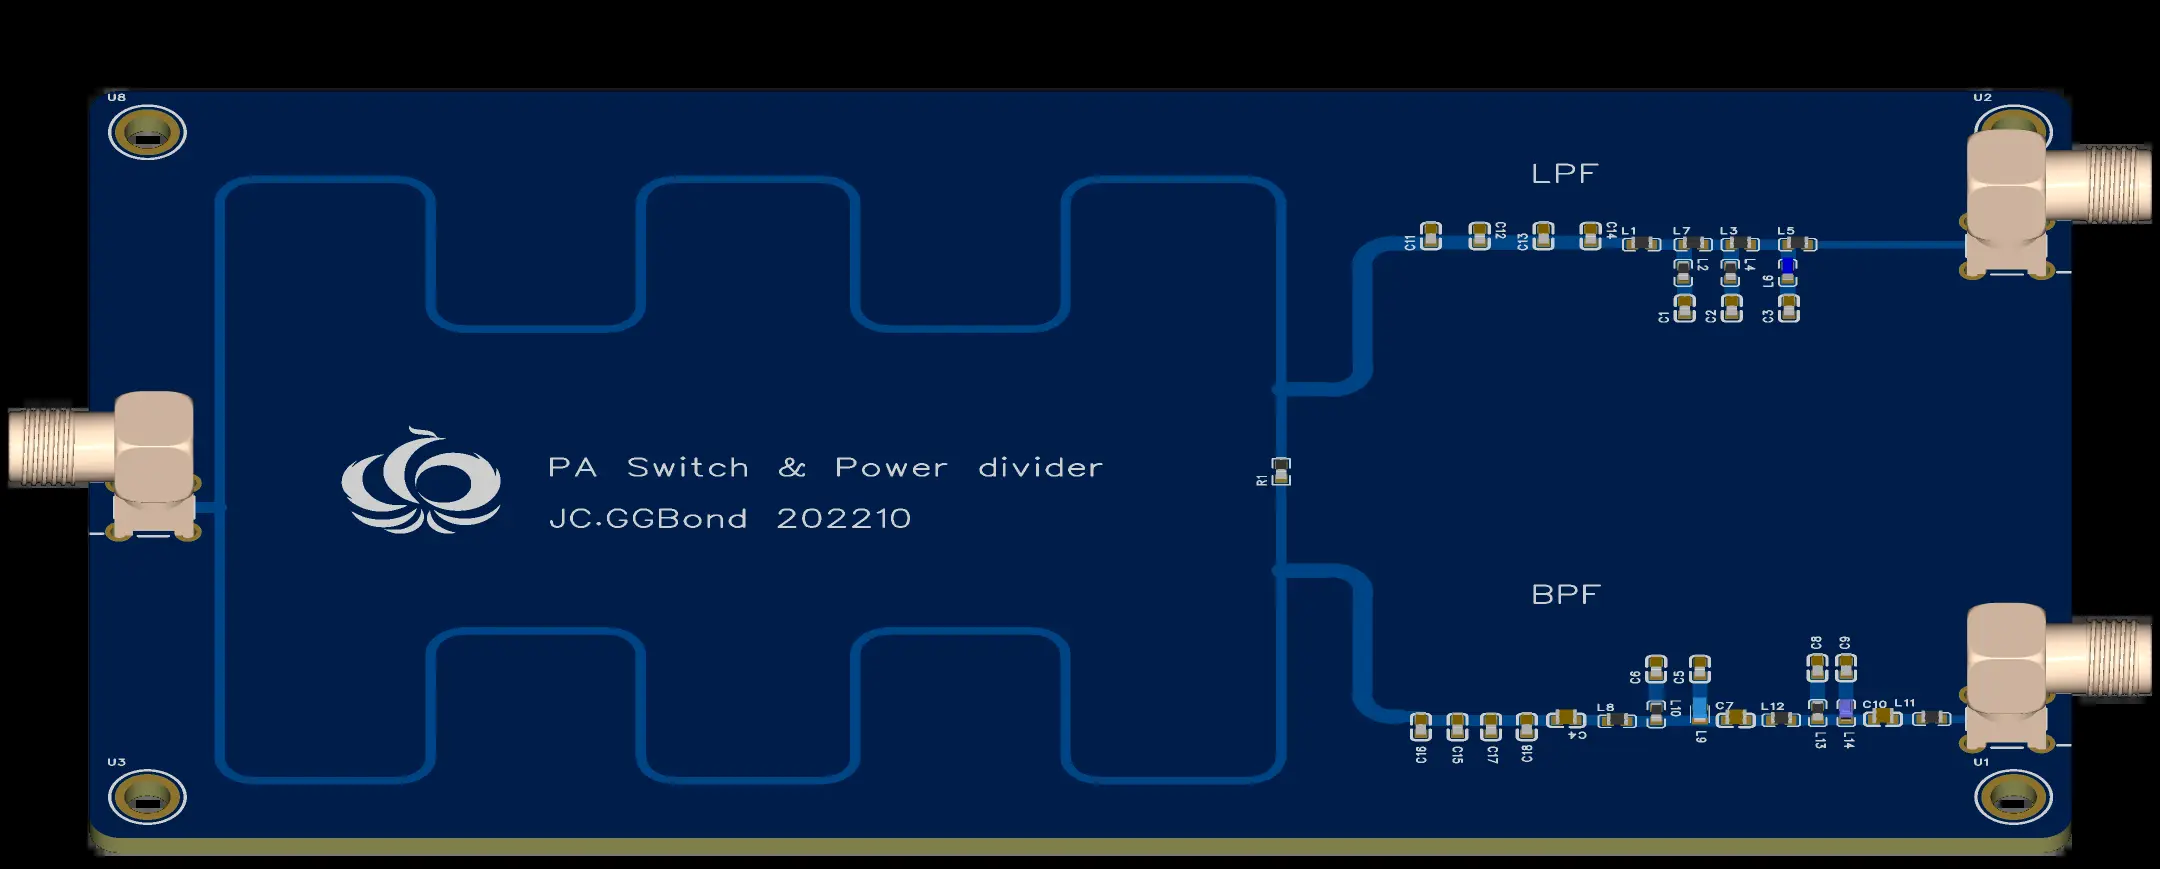 U8
U2
LPF
C11
C12
C13
C14
L1
L7
L3
L5
L2
L4
L6
C1
C2
C3
PA Switch & Power divider
JC.GGBond 202210
R1
BPF
C6
C5
C8
C9
L8
L10
C7
L12
C10
L11
C4
L9
L13
L14
C16
C15
C17
C18
U3
U1